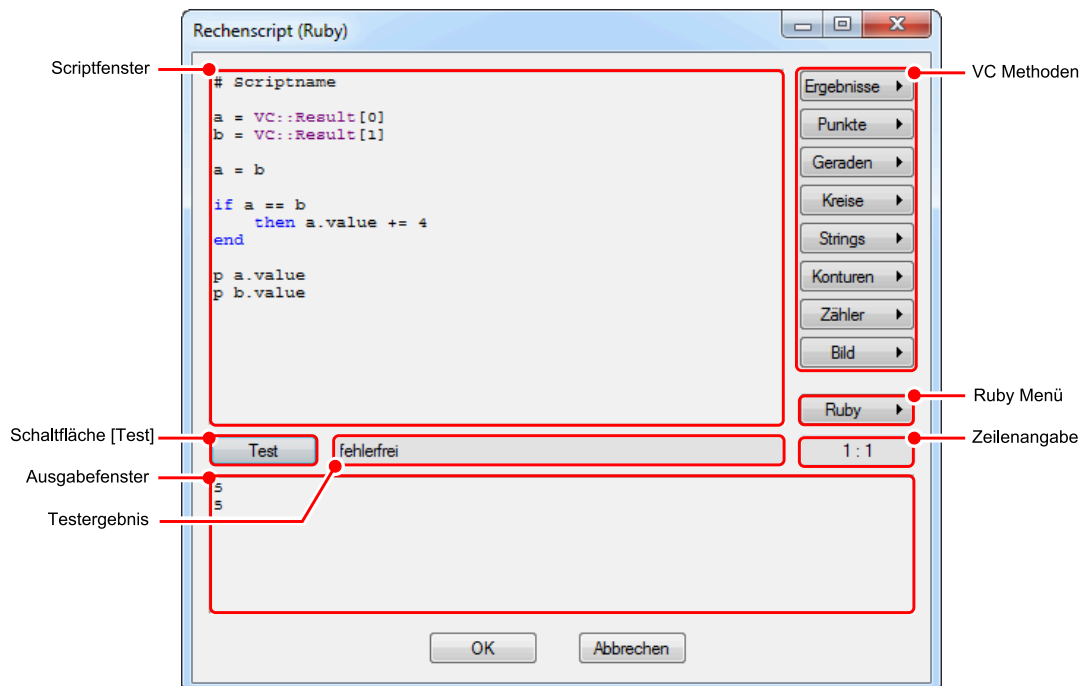 Rechenscript (Ruby)
Scriptfenster
VC Methoden
# Scriptname
a = VC::Result[0]
b = VC::Result[1]
a = b
if a == b
then a.value += 4
end
p a.value
p b.value
Ergebnisse
Punkte
Geraden
Kreise
Strings
Konturen
Zähler
Bild
Ruby
Ruby Menü
Schaltfläche [Test]
Test
fehlerfrei
1 : 1
Zeilenangabe
Ausgabefenster
5
5
Testergebnis
OK
Abbrechen